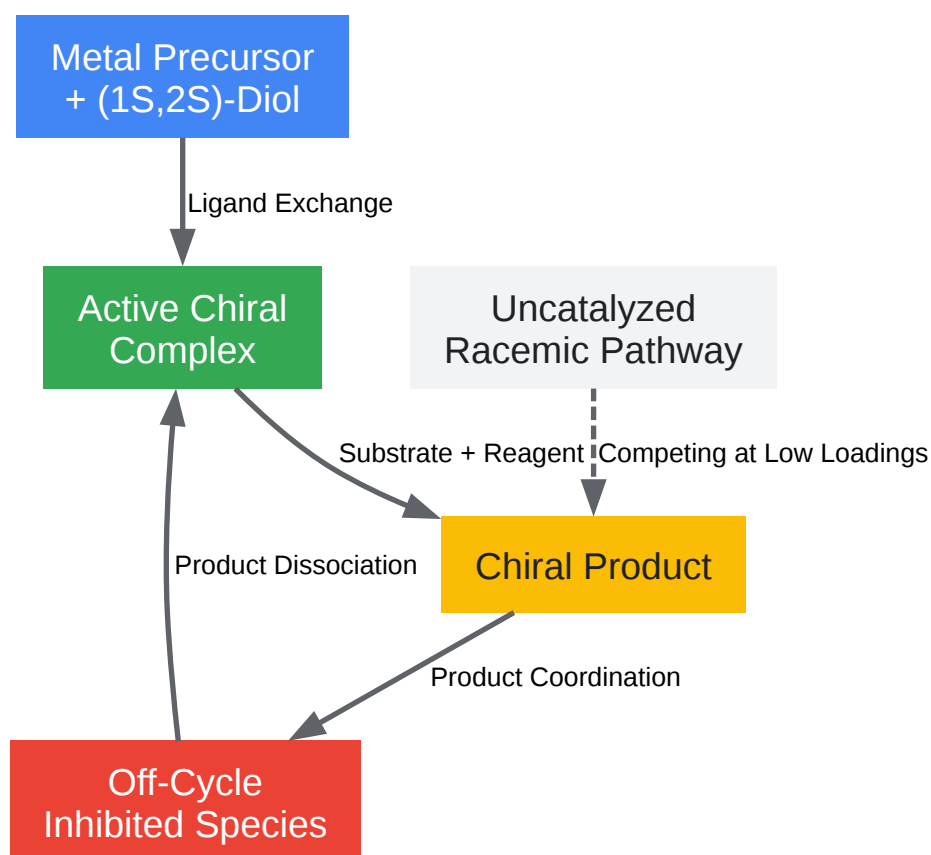 Metal Precursor
+ (1S,2S)-Diol
Ligand Exchange
Active Chiral
Complex
Uncatalyzed
Racemic Pathway
Substrate + Reagent
Competing at Low Loadings
Product Dissociation
Chiral Product
Product Coordination
Off-Cycle
Inhibited Species